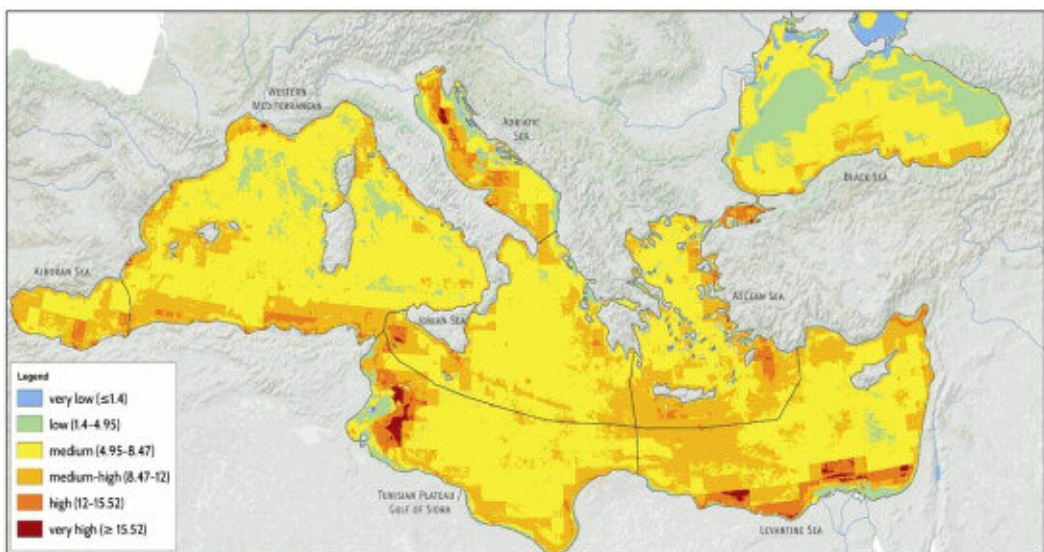 WESTERN
MEDITERRANEAN
ADRIATIC
SEA
BLACK SEA
ALBORAN SEA
IONIAN SEA
AEGEAN SEA
TUNISIAN PLATEAU /
GULF OF SIDRA
LEVANTINE SEA
Legend
very low (≤1.4)
low (1.4-4.95)
medium (4.95-8.47)
medium-high (8.47-12)
high (12-15.52)
very high (≥ 15.52)